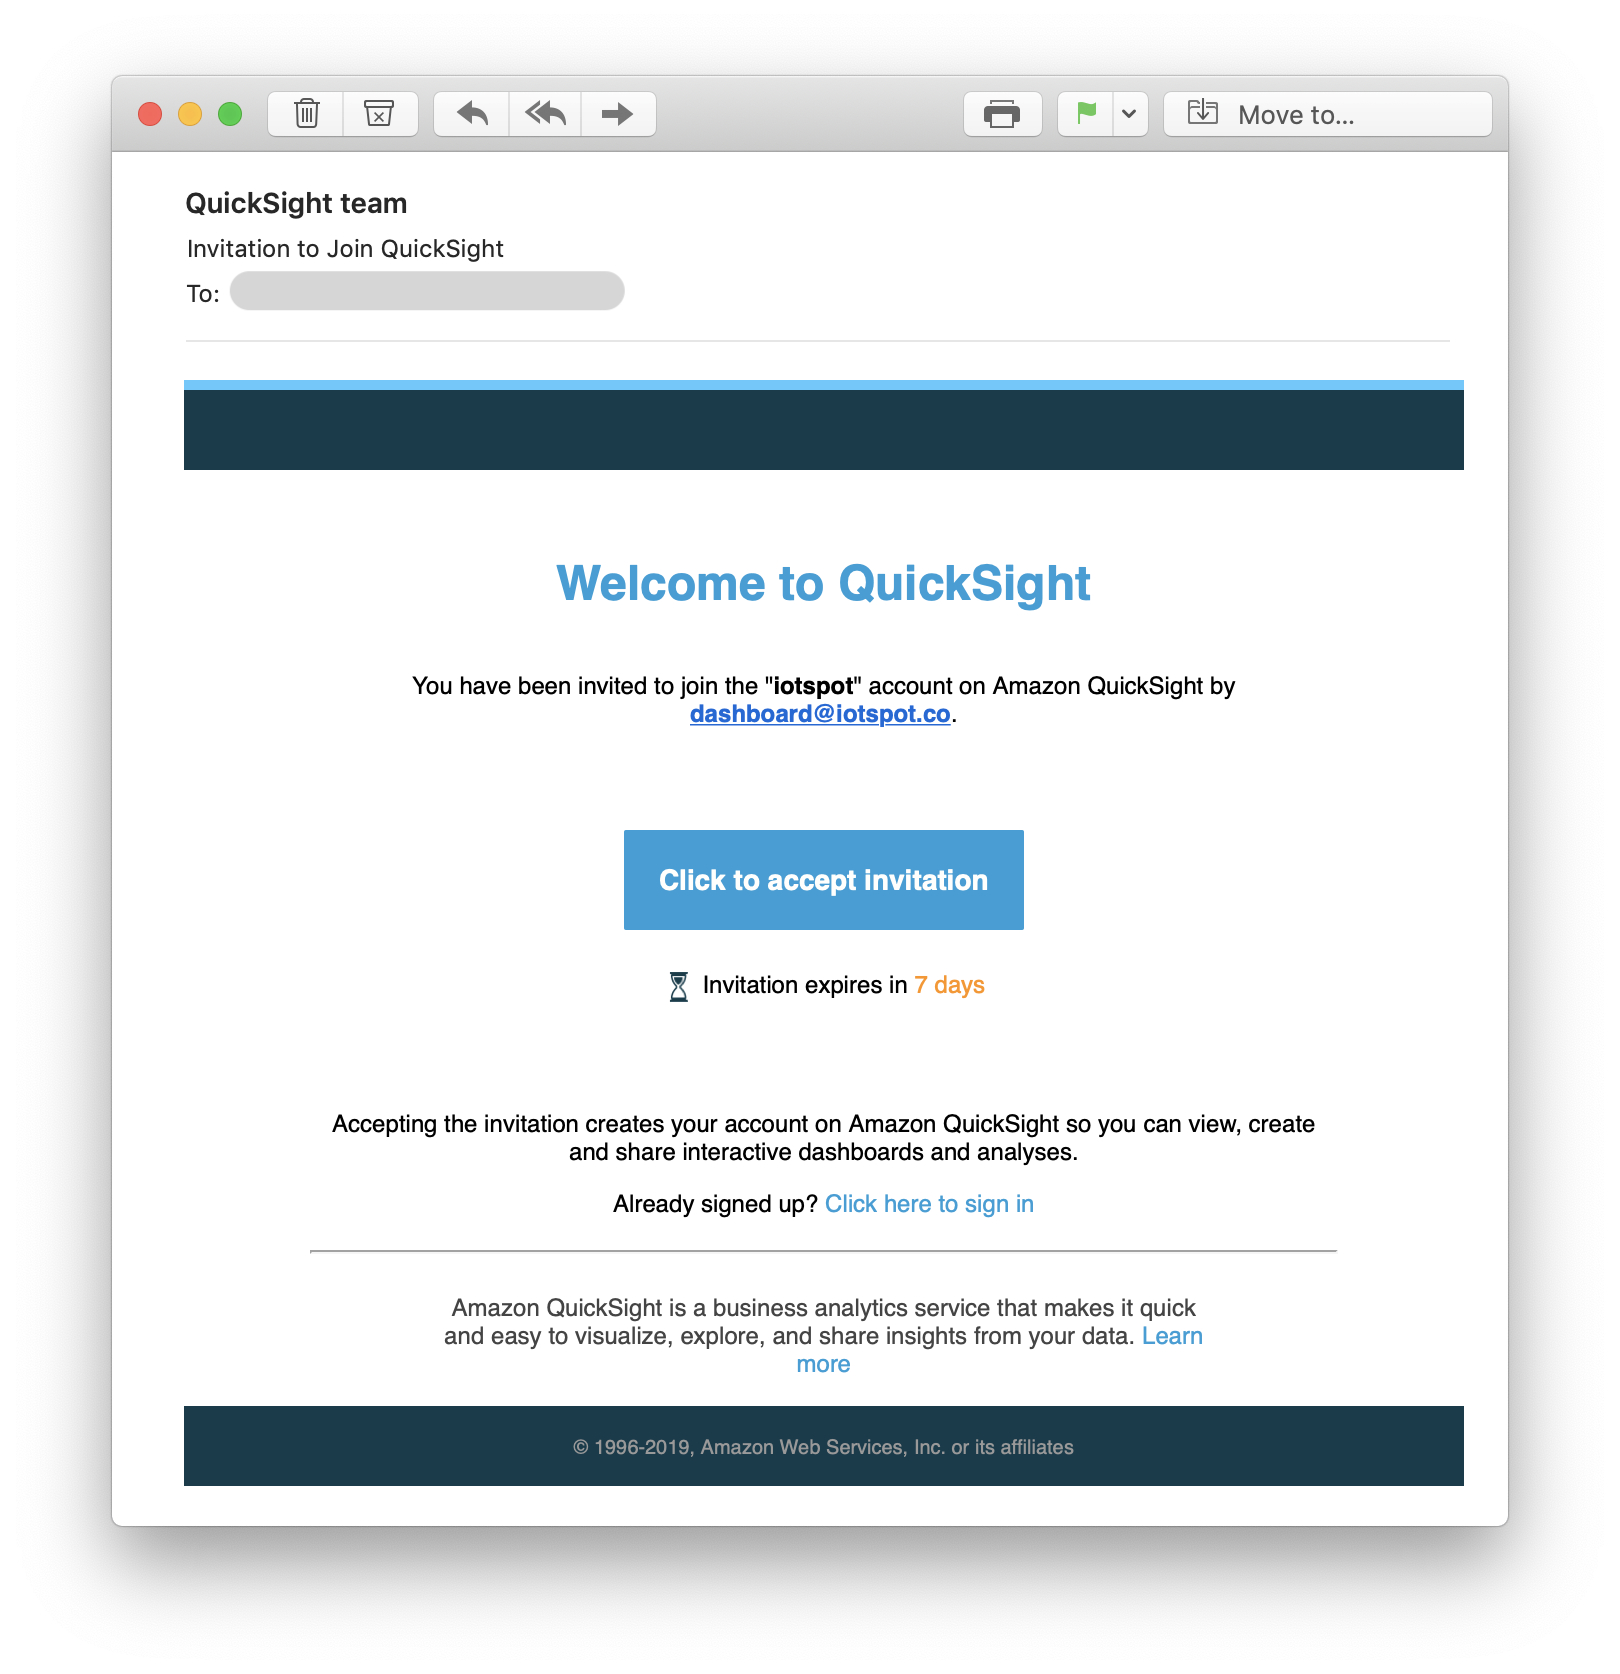 Move to...
QuickSight team
Invitation to Join QuickSight
To:
Welcome to QuickSight
You have been invited to join the "iotspot" account on Amazon QuickSight by
dashboard@iotspot.co.
Click to accept invitation
Invitation expires in 7 days
Accepting the invitation creates your account on Amazon QuickSight so you can view, create
and share interactive dashboards and analyses.
Already signed up? Click here to sign in
Amazon QuickSight is a business analytics service that makes it quick
and easy to visualize, explore, and share insights from your data. Learn
more
© 1996-2019, Amazon Web Services, Inc. or its affiliates